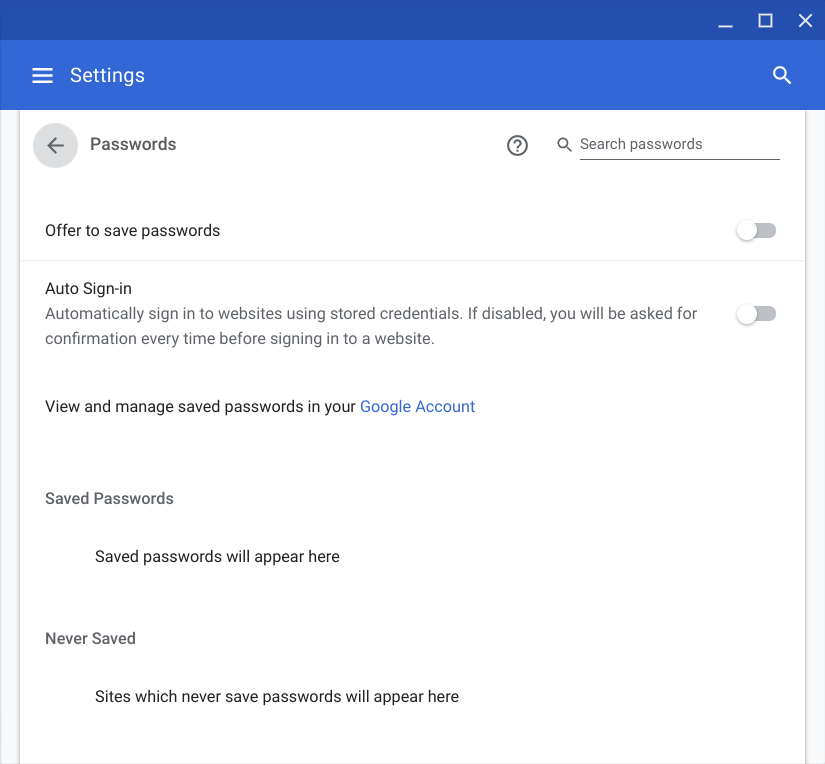 Settings
Passwords
Search passwords
Offer to save passwords
Auto Sign-in
Automatically sign in to websites using stored credentials. If disabled, you will be asked for
confirmation every time before signing in to a website.
View and manage saved passwords in your Google Account
Saved Passwords
Saved passwords will appear here
Never Saved
Sites which never save passwords will appear here